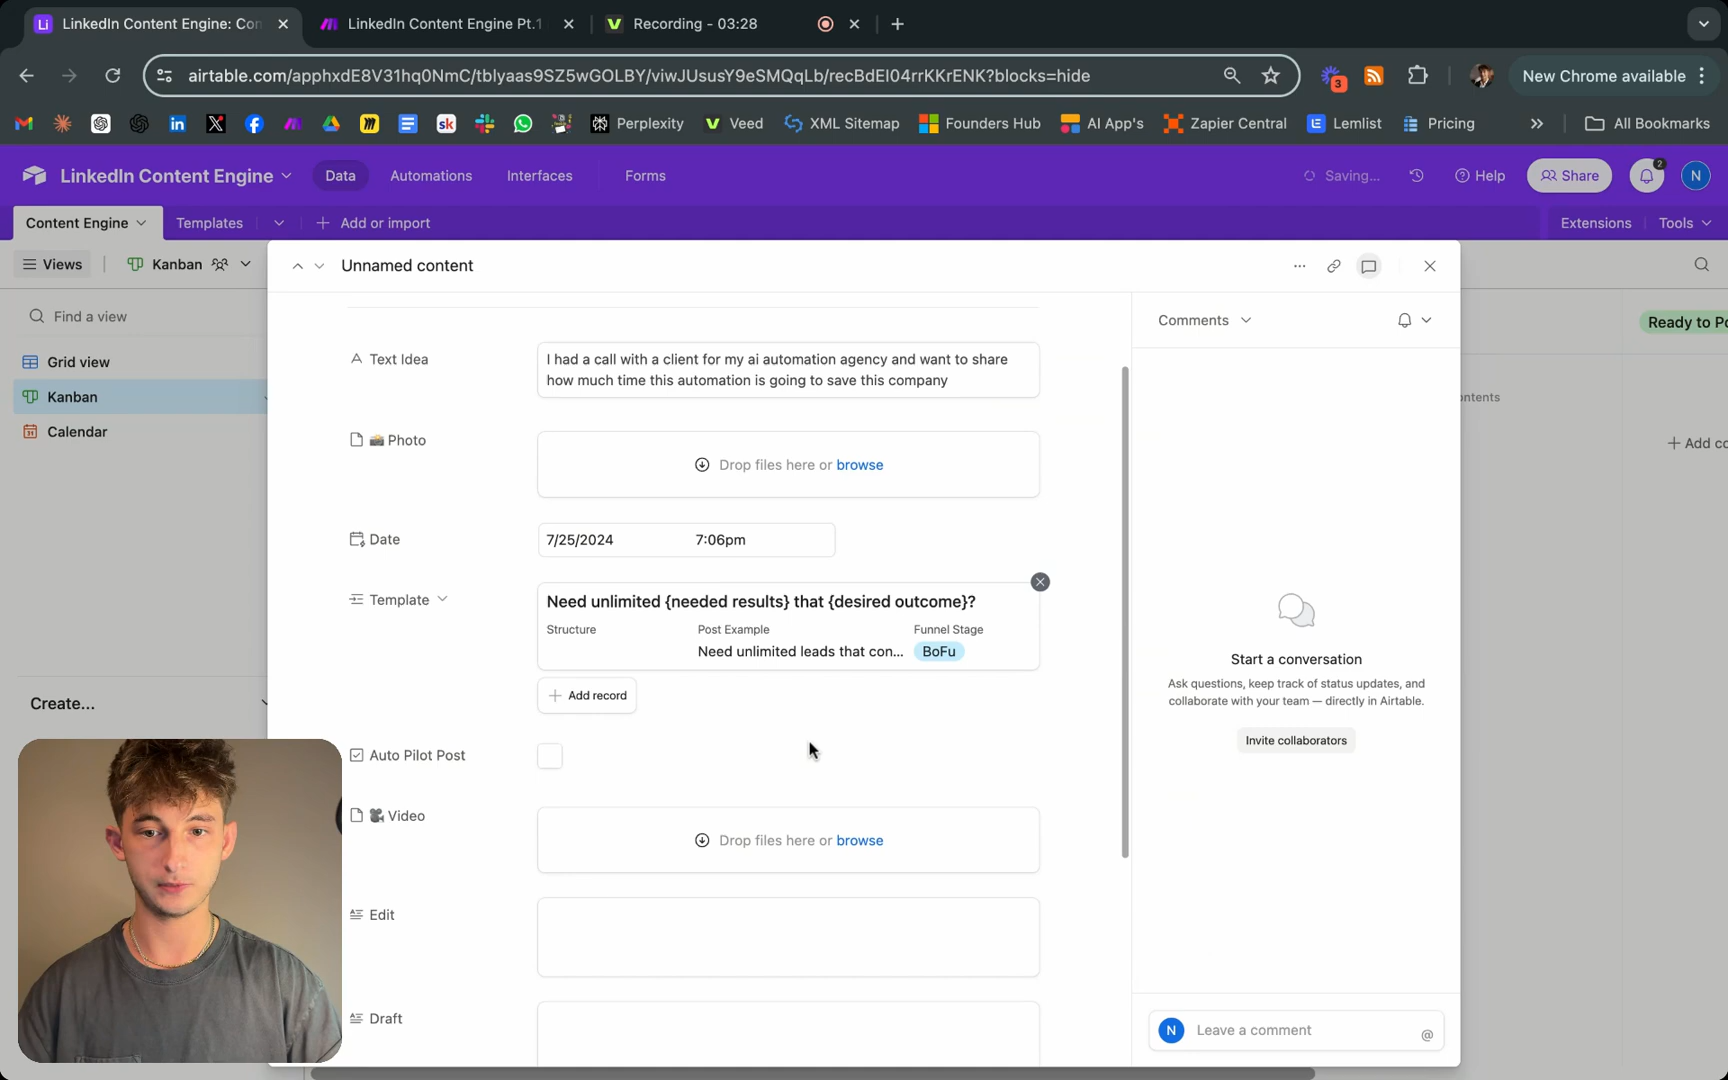 LinkedIn Content Engine: Con
LinkedIn Content Engine Pt.1
Recording - 03:28
airtable.com/apphxdE8V31hq0NmC/tblyaas9SZ5wGOLBY/viwJUsusY9eSMQqLb/recBdEI04rrKKrENK?blocks=hide
3
New Chrome available
Perplexity
Veed
XML Sitemap
Founders Hub
AI App's
Zapier Central
Lemlist
Pricing
All Bookmarks
LinkedIn Content Engine
Data
Automations
Interfaces
Forms
Saving...
Help
Share
2
N
Content Engine
Templates
Add or import
Extensions
Tools
Views
Kanban
Unnamed content
Find a view
Grid view
Kanban
Calendar
Create...
Comments
Ready to Po
ontents
Add co
Text Idea
I had a call with a client for my ai automation agency and want to share
how much time this automation is going to save this company
Photo
Drop files here or browse
Date
7/25/2024
7:06pm
Template
Need unlimited {needed results} that {desired outcome}?
Structure
Post Example
Funnel Stage
Need unlimited leads that con...
BoFu
Add record
Auto Pilot Post
Video
Drop files here or browse
Edit
Draft
Start a conversation
Ask questions, keep track of status updates, and
collaborate with your team — directly in Airtable.
Invite collaborators
N
Leave a comment
@